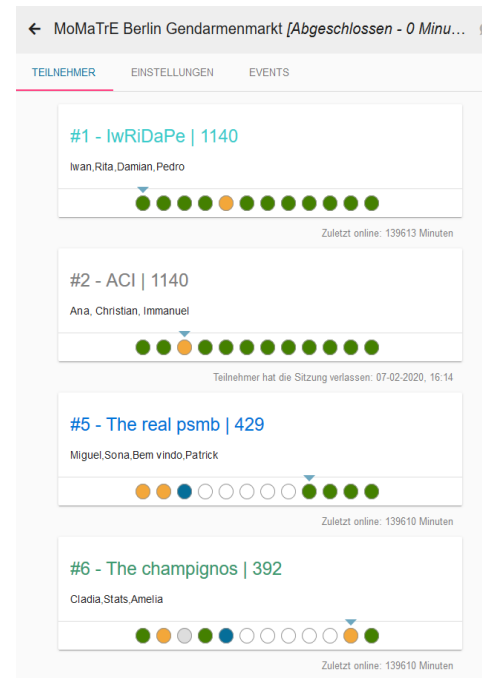 MoMaTrE Berlin Gendarmenmarkt [Abgeschlossen - 0 Minu…
TEILNEHMER EINSTELLUNGEN EVENTS
#1 - IwRiDaPe | 1140
Iwan,Rita,Damian,Pedro
Zuletzt online: 139613 Minuten
#2 - ACI | 1140
Ana, Christian, Immanuel
Teilnehmer hat die Sitzung verlassen: 07-02-2020, 16:14
#5 - The real psmb | 429
Miguel,Sona,Bem vindo,Patrick
Zuletzt online: 139610 Minuten
#6 - The champignos | 392
Cladia,Stats,Amelia
Zuletzt online: 139610 Minuten